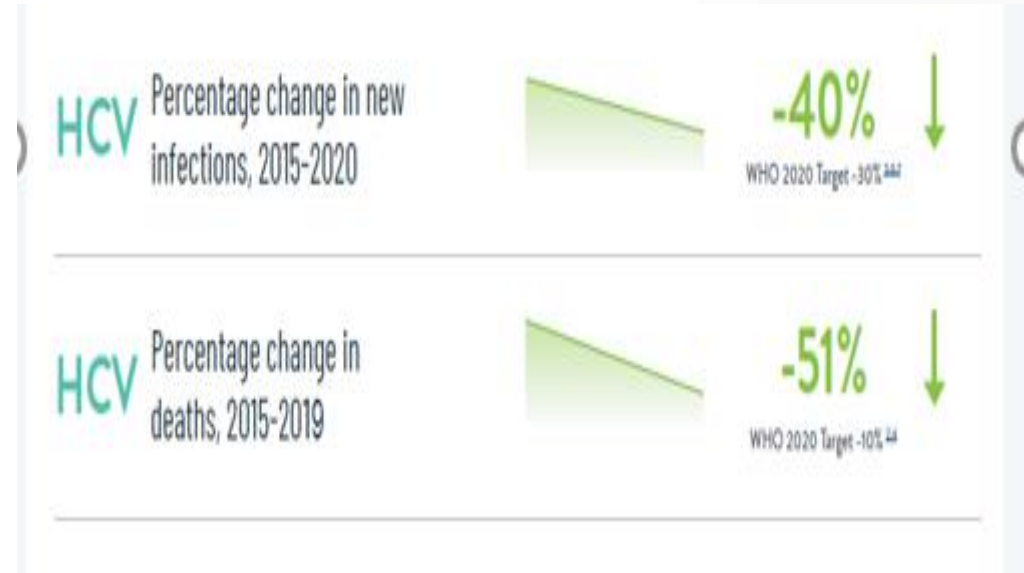 HCV
Percentage change in new
infections, 2015-2020
-40%
WHO 2020 Target -30%
HCV
Percentage change in
deaths, 2015-2019
-51%
WHO 2020 Target -10%